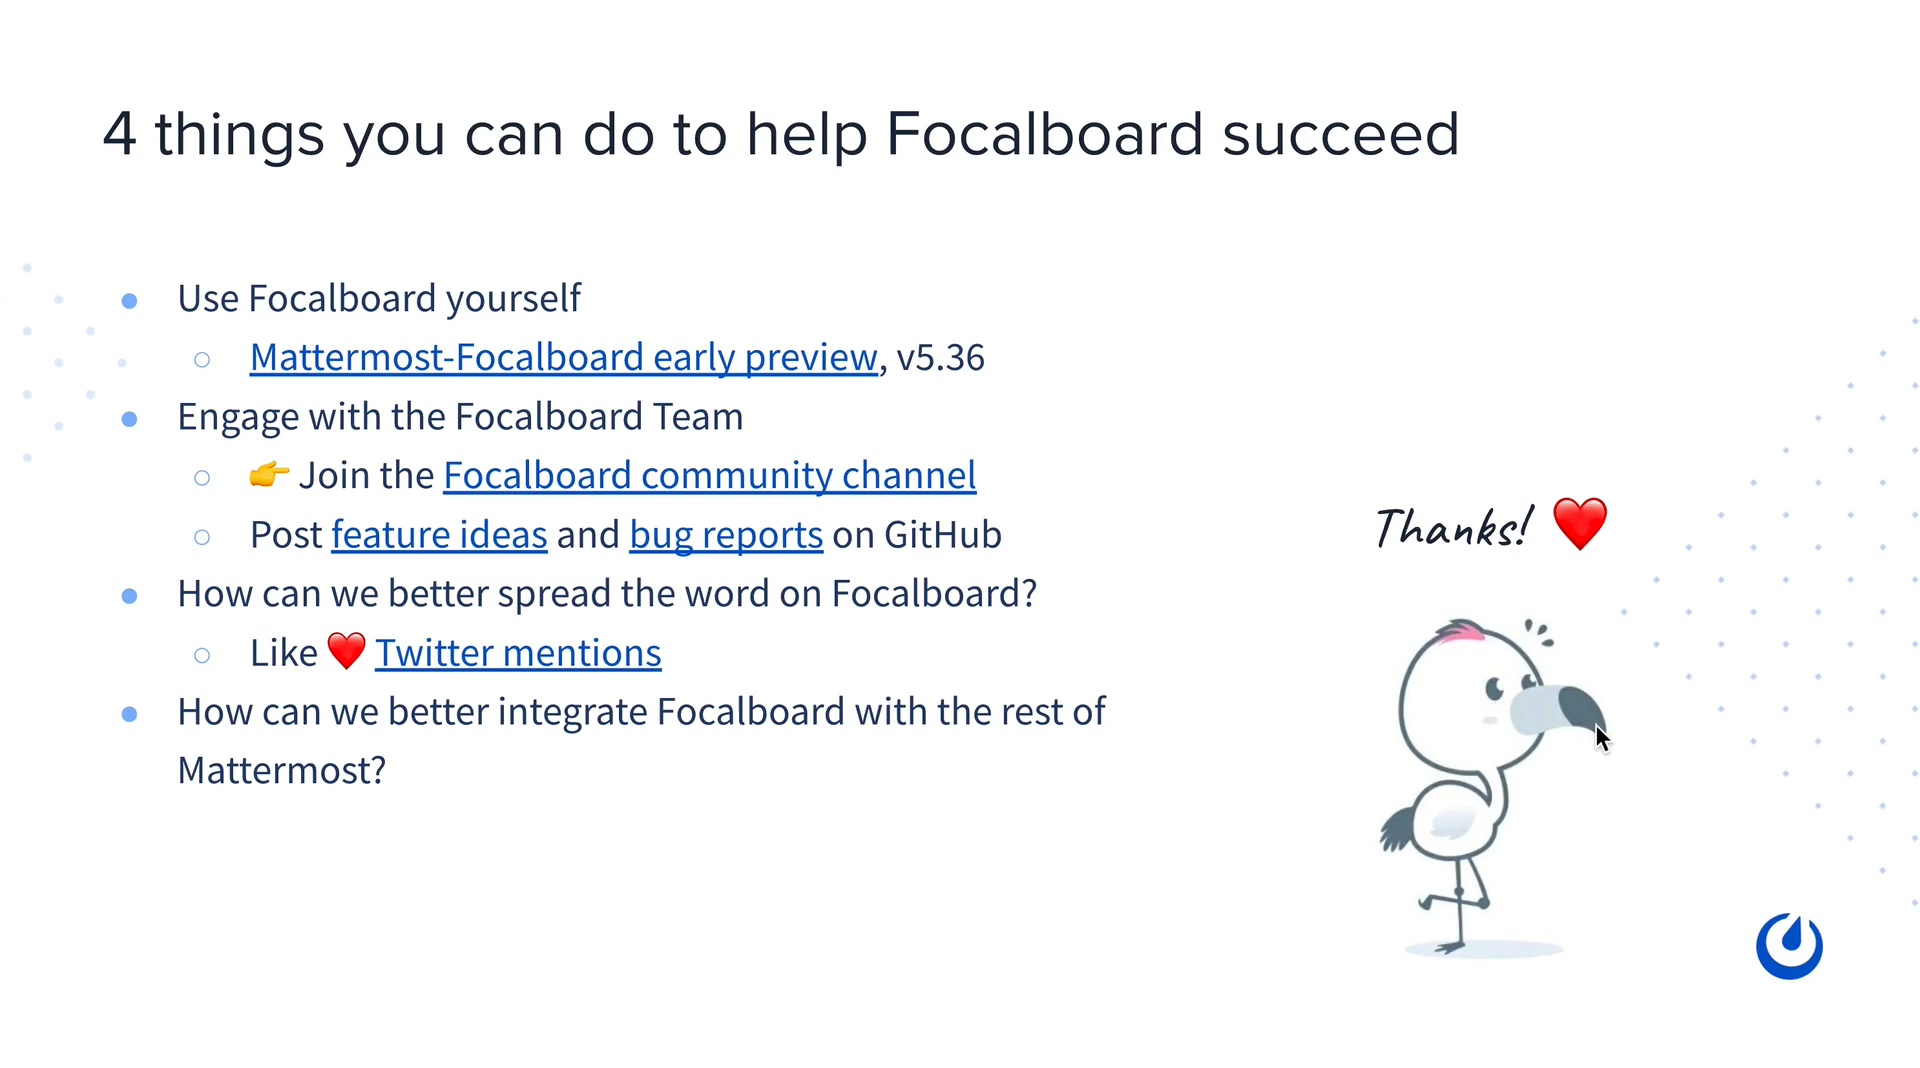 4 things you can do to help Focalboard succeed
● Use Focalboard yourself
○ Mattermost-Focalboard early preview, v5.36
● Engage with the Focalboard Team
○ 👉 Join the Focalboard community channel
○ Post feature ideas and bug reports on GitHub
● How can we better spread the word on Focalboard?
○ Like ❤️ Twitter mentions
● How can we better integrate Focalboard with the rest of
Mattermost?
Thanks! ❤️